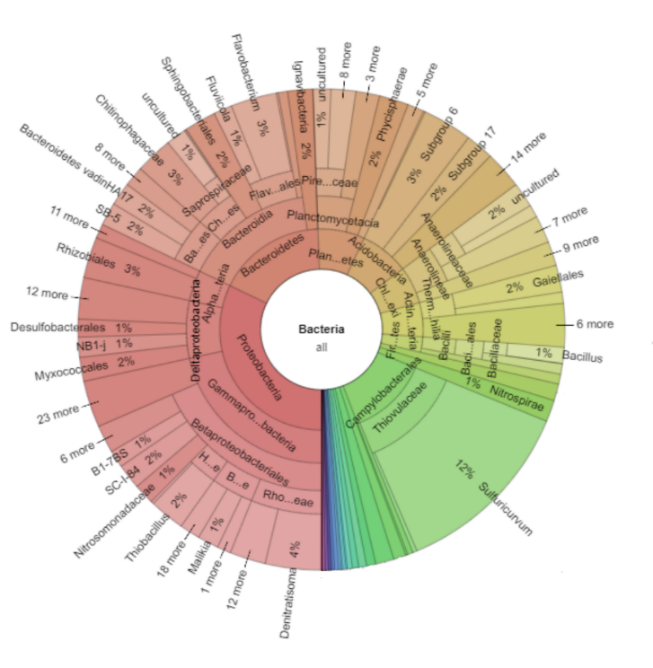 Bacteria
all
Proteobacteria
Gammapro...bacteria
Betaproteobacteriales
Rho...eae
B...e
H...e
Denitratisoma 4%
12 more
1 more
Malikia 1%
18 more
Thiobacillus 2%
Nitrosomonadaceae 1%
SC-I-84 2%
B1-7BS 1%
6 more
23 more
Deltaproteobacteria
Myxococcales 2%
NB1-j 1%
Desulfobacterales 1%
12 more
Alpha...teria
Rhizobiales 3%
11 more
Bacteroidetes
Bacteroidia
Ba...es
SB-5 2%
Bacteroidetes vadinHA17 2%
8 more
Ch...es
Chitinophagaceae 3%
Saprospiraceae
uncultured 1%
Sphingobacteriales 2%
Flav...ales
Fluviicola 1%
Flavobacterium 3%
Ignavibacteria 2%
Plan...etes
Planctomycetacia
Pire...ceae
1% uncultured
8 more
3 more
2% Phycisphaerae
5 more
Acidobacteria
3% Subgroup 6
2% Subgroup 17
14 more
Chl...exi
Anaerolineae
Anaerolineaceae
2% uncultured
7 more
Actin...teria
Therm...hilia
9 more
2% Gaiellales
6 more
Bacilli
Baci...ales
Bacillaceae
1% Bacillus
1% Nitrospirae
Campylobacterales
Thiovulaceae
12% Sulfuricurvum